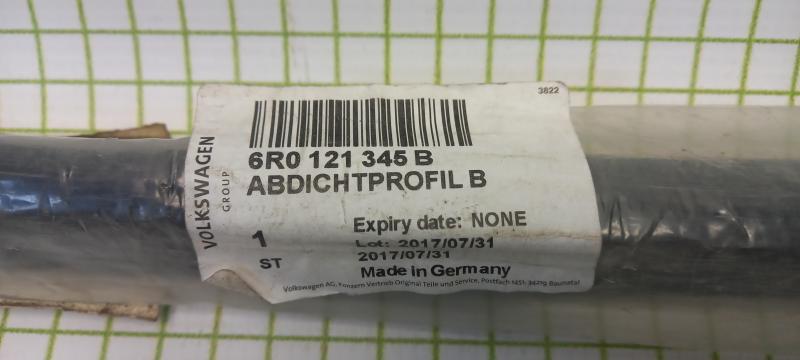 3822
6R0 121 345 B
ABDICHTPROFIL B
VOLKSWAGEN
GROUP
Expiry date: NONE
1
Lot: 2017/07/31
ST
2017/07/31
Made in Germany
Volkswagen AG, Konzern Vertrieb Original Teile und Service, Postfach 1451, 34219 Baunatal